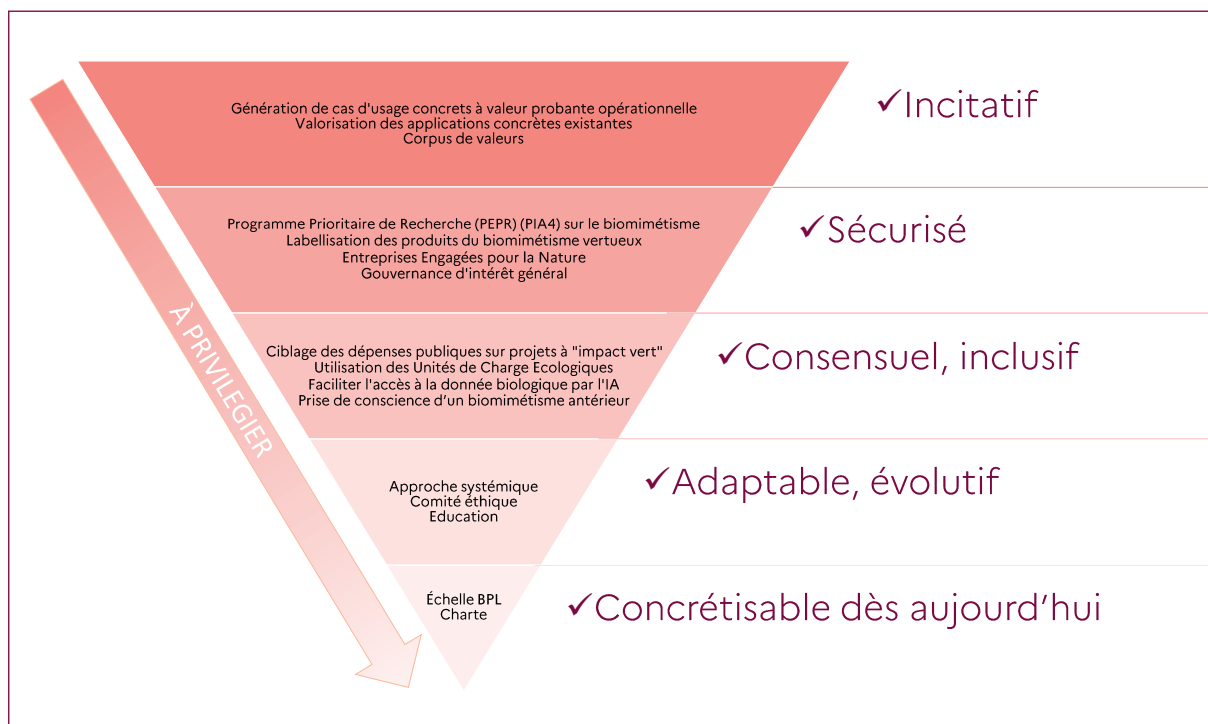 À PRIVILEGIER
Génération de cas d'usage concrets à valeur probante opérationnelle
Valorisation des applications concrètes existantes
Corpus de valeurs
✓Incitatif
Programme Prioritaire de Recherche (PEPR) (PIA4) sur le biomimétisme
Labellisation des produits du biomimétisme vertueux
Entreprises Engagées pour la Nature
Gouvernance d'intérêt général
✓Sécurisé
Ciblage des dépenses publiques sur projets à "impact vert"
Utilisation des Unités de Charge Ecologiques
Faciliter l'accès à la donnée biologique par l'IA
Prise de conscience d’un biomimétisme antérieur
✓Consensuel, inclusif
Approche systémique
Comité éthique
Education
✓Adaptable, évolutif
Échelle BPL
Charte
✓Concrétisable dès aujourd’hui